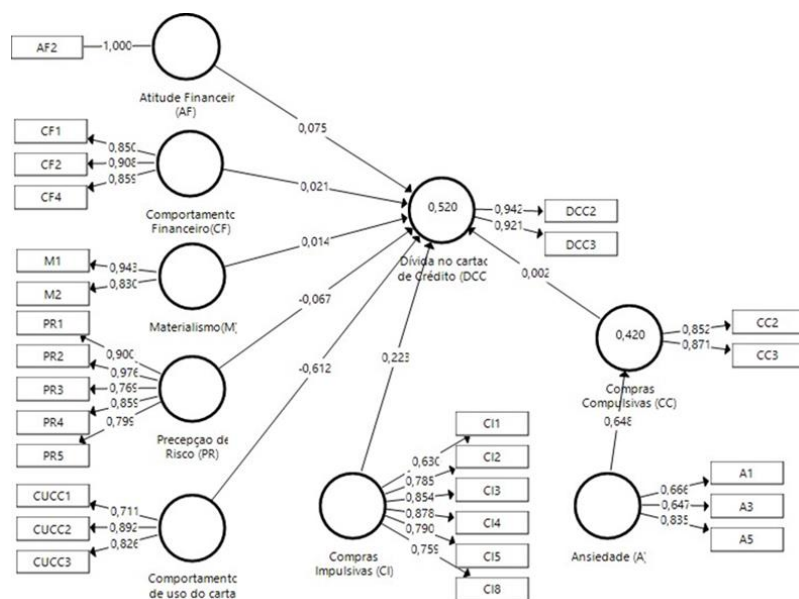 AF2
1,000
Atitude Financeir
(AF)
0,075
CF1
CF2
CF4
0,850
0,908
0,859
Comportamentc
Financeiro(CF)
0,021
M1
M2
0,943
0,830
Materialismo(M
0,014
PR1
PR2
PR3
PR4
PR5
0,900
0,976
0,769
0,859
0,799
Precepçao de
Risco (PR)
-0,067
CUCC1
CUCC2
CUCC3
0,711
0,892
0,826
Comportamento
de uso do carta
-0,612
0,520
Dívida no cartac
de Crédito (DCC
0,942
0,921
DCC2
DCC3
0,002
0,223
CI1
CI2
CI3
CI4
CI5
CI8
0,630
0,785
0,854
0,878
0,790
0,759
Compras
Impulsivas (CI)
0,420
Compras
Compulsivas (CC)
0,852
0,871
CC2
CC3
0,648
A1
A3
A5
0,666
0,647
0,835
Ansiedade (A